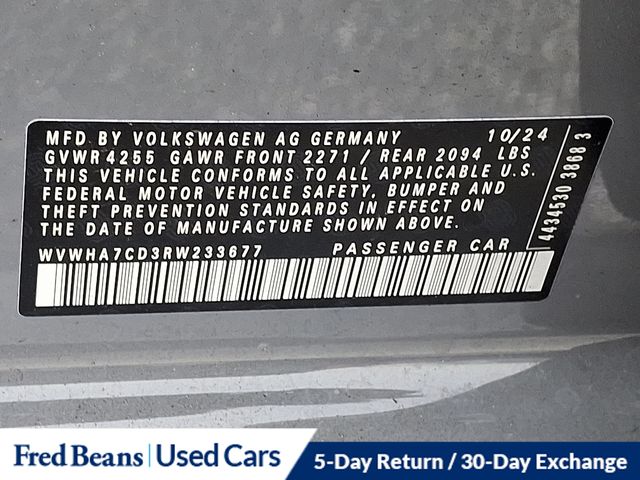 MFD BY VOLKSWAGEN AG GERMANY 10/24
GVWR 4255 GAWR FRONT 2271 / REAR 2094 LBS
THIS VEHICLE CONFORMS TO ALL APPLICABLE U.S.
FEDERAL MOTOR VEHICLE SAFETY, BUMPER AND
THEFT PREVENTION STANDARDS IN EFFECT ON
THE DATE OF MANUFACTURE SHOWN ABOVE.
WVWHA7CD3RW233677 PASSENGER CAR
4434530 3868 3
Fred Beans | Used Cars
5-Day Return / 30-Day Exchange